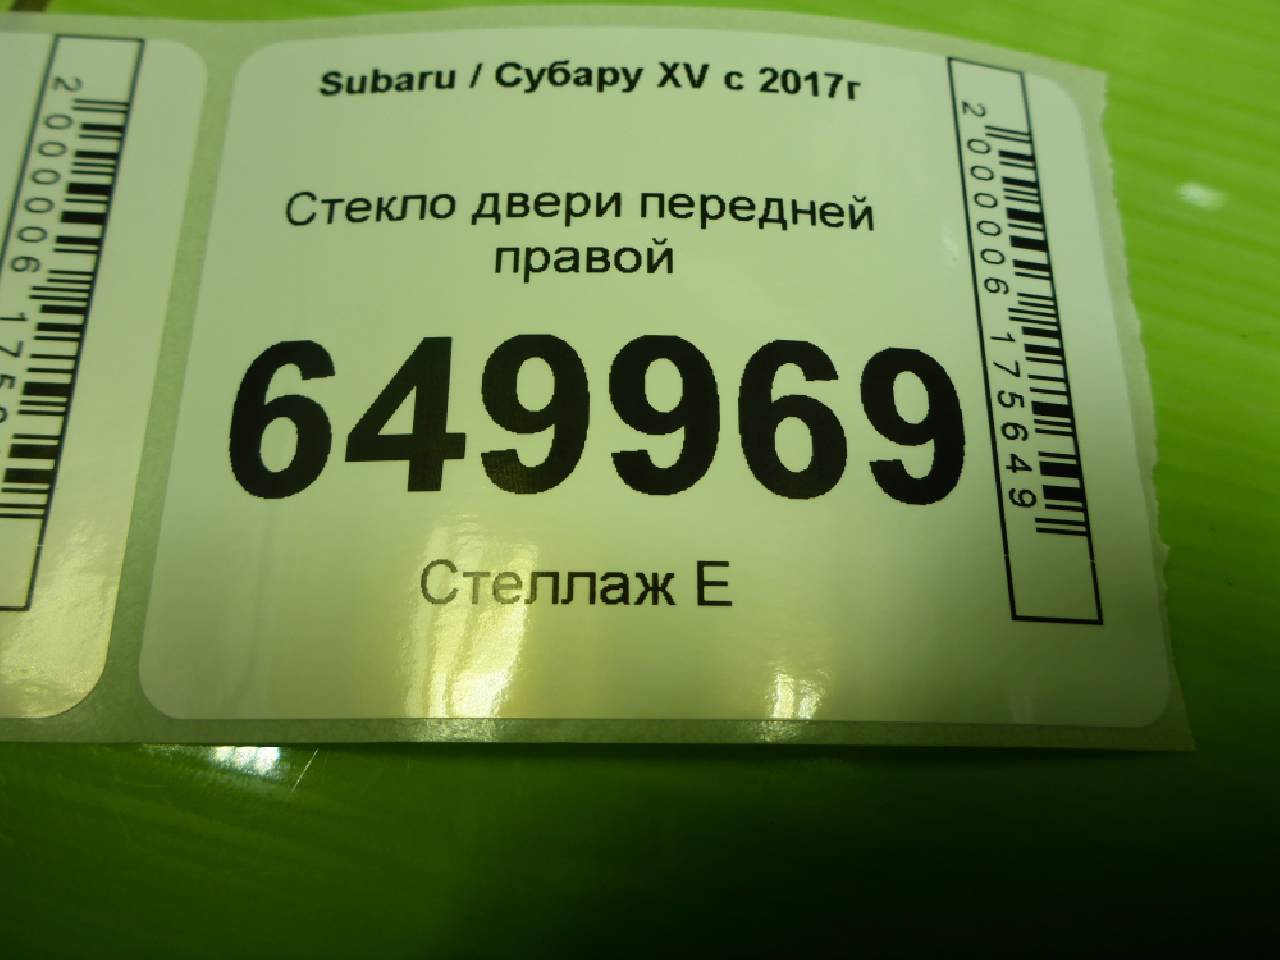 Subaru / Субару XV с 2017г
Стекло двери передней
правой
649969
Стеллаж Е
2000006175649